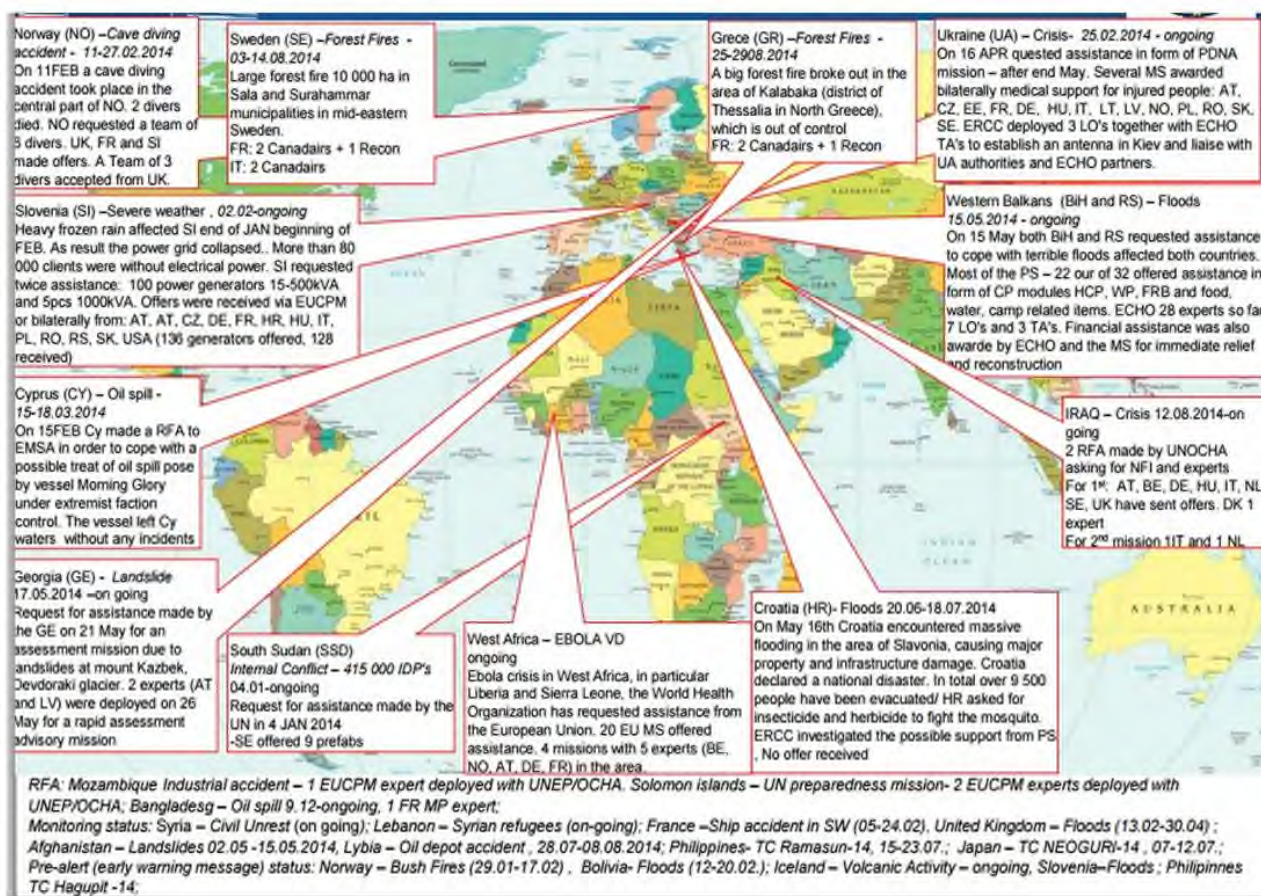 Norway (NO) –Cave diving
accident - 11-27.02.2014
On 11FEB a cave diving
accident took place in the
central part of NO. 2 divers
died. NO requested a team of
divers. UK, FR and SI
made offers. A Team of 3
divers accepted from UK.
Sweden (SE) –Forest Fires -
03-14.08.2014
Large forest fire 10 000 ha in
Sala and Surahammar
municipalities in mid-eastern
Sweden.
FR: 2 Canadairs + 1 Recon
IT: 2 Canadairs
Grece (GR) –Forest Fires -
25-2908.2014
A big forest fire broke out in the
area of Kalabaka (district of
Thessalia in North Greece),
which is out of control
FR: 2 Canadairs + 1 Recon
Ukraine (UA) – Crisis- 25.02.2014 - ongoing
On 16 APR quested assistance in form of PDNA
mission – after end May. Several MS awarded
bilaterally medical support for injured people: AT,
CZ, EE, FR, DE, HU, IT, LT, LV, NO, PL, RO, SK,
SE. ERCC deployed 3 LO's together with ECHO
TA's to establish an antenna in Kiev and liaise with
UA authorities and ECHO partners.
Slovenia (SI) –Severe weather , 02.02-ongoing
Heavy frozen rain affected SI end of JAN beginning of
FEB. As result the power grid collapsed.. More than 80
000 clients were without electrical power. SI requested
twice assistance: 100 power generators 15-500kVA
and 5pcs 1000kVA. Offers were received via EUCPM
or bilaterally from: AT, AT, CZ, DE, FR, HR, HU, IT,
PL, RO, RS, SK, USA (136 generators offered, 128
received)
Western Balkans (BiH and RS) – Floods
15.05.2014 - ongoing
On 15 May both BiH and RS requested assistance
to cope with terrible floods affected both countries.
Most of the PS – 22 our of 32 offered assistance in
form of CP modules HCP, WP, FRB and food,
water, camp related items. ECHO 28 experts so far
7 LO's and 3 TA's. Financial assistance was also
awarde by ECHO and the MS for immediate relief
and reconstruction
Cyprus (CY) – Oil spill -
15-18.03.2014
On 15FEB Cy made a RFA to
EMSA in order to cope with a
possible treat of oil spill pose
by vessel Morning Glory
under extremist faction
control. The vessel left Cy
waters without any incidents
IRAQ – Crisis 12.08.2014-on
going
2 RFA made by UNOCHA
asking for NFI and experts
For 1st: AT, BE, DE, HU, IT, NL
SE, UK have sent offers. DK 1
expert
For 2nd mission 1IT and 1 NL
Georgia (GE) - Landslide
17.05.2014 –on going
Request for assistance made by
the GE on 21 May for an
assessment mission due to
landslides at mount Kazbek,
Devdoraki glacier. 2 experts (AT
and LV) were deployed on 26
May for a rapid assessment
advisory mission
South Sudan (SSD)
Internal Conflict – 415 000 IDP's
04.01-ongoing
Request for assistance made by the
UN in 4 JAN 2014
-SE offered 9 prefabs
West Africa – EBOLA VD
ongoing
Ebola crisis in West Africa, in particular
Liberia and Sierra Leone, the World Health
Organization has requested assistance from
the European Union. 20 EU MS offered
assistance. 4 missions with 5 experts (BE,
NO, AT, DE, FR) in the area.
Croatia (HR)- Floods 20.06-18.07.2014
On May 16th Croatia encountered massive
flooding in the area of Slavonia, causing major
property and infrastructure damage. Croatia
declared a national disaster. In total over 9 500
people have been evacuated/ HR asked for
insecticide and herbicide to fight the mosquito.
ERCC investigated the possible support from PS
, No offer received
LIBYA
IRAN
INDIAN
OCEAN
AUSTRALIA
RFA: Mozambique Industrial accident – 1 EUCPM expert deployed with UNEP/OCHA. Solomon islands – UN preparedness mission- 2 EUCPM experts deployed with
UNEP/OCHA; Bangladesg – Oil spill 9.12-ongoing, 1 FR MP expert;
Monitoring status: Syria – Civil Unrest (on going); Lebanon – Syrian refugees (on-going); France –Ship accident in SW (05-24.02), United Kingdom – Floods (13.02-30.04) ;
Afghanistan – Landslides 02.05 -15.05.2014, Lybia – Oil depot accident , 28.07-08.08.2014; Philippines- TC Ramasun-14, 15-23.07.; Japan – TC NEOGURI-14 , 07-12.07.;
Pre-alert (early warning message) status: Norway – Bush Fires (29.01-17.02) , Bolivia- Floods (12-20.02.); Iceland – Volcanic Activity – ongoing, Slovenia–Floods ; Philipinnes
TC Hagupit -14;